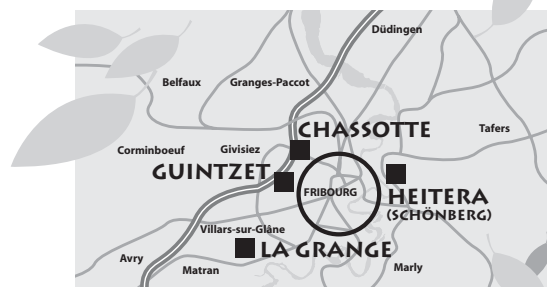 Düdingen
Belfaux
Granges-Paccot
CHASSOTTE
Tafers
Corminboeuf
Givisiez
GUINTZET
FRIBOURG
HEITERA
(SCHÖNBERG)
Villars-sur-Glâne
LA GRANGE
Avry
Matran
Marly